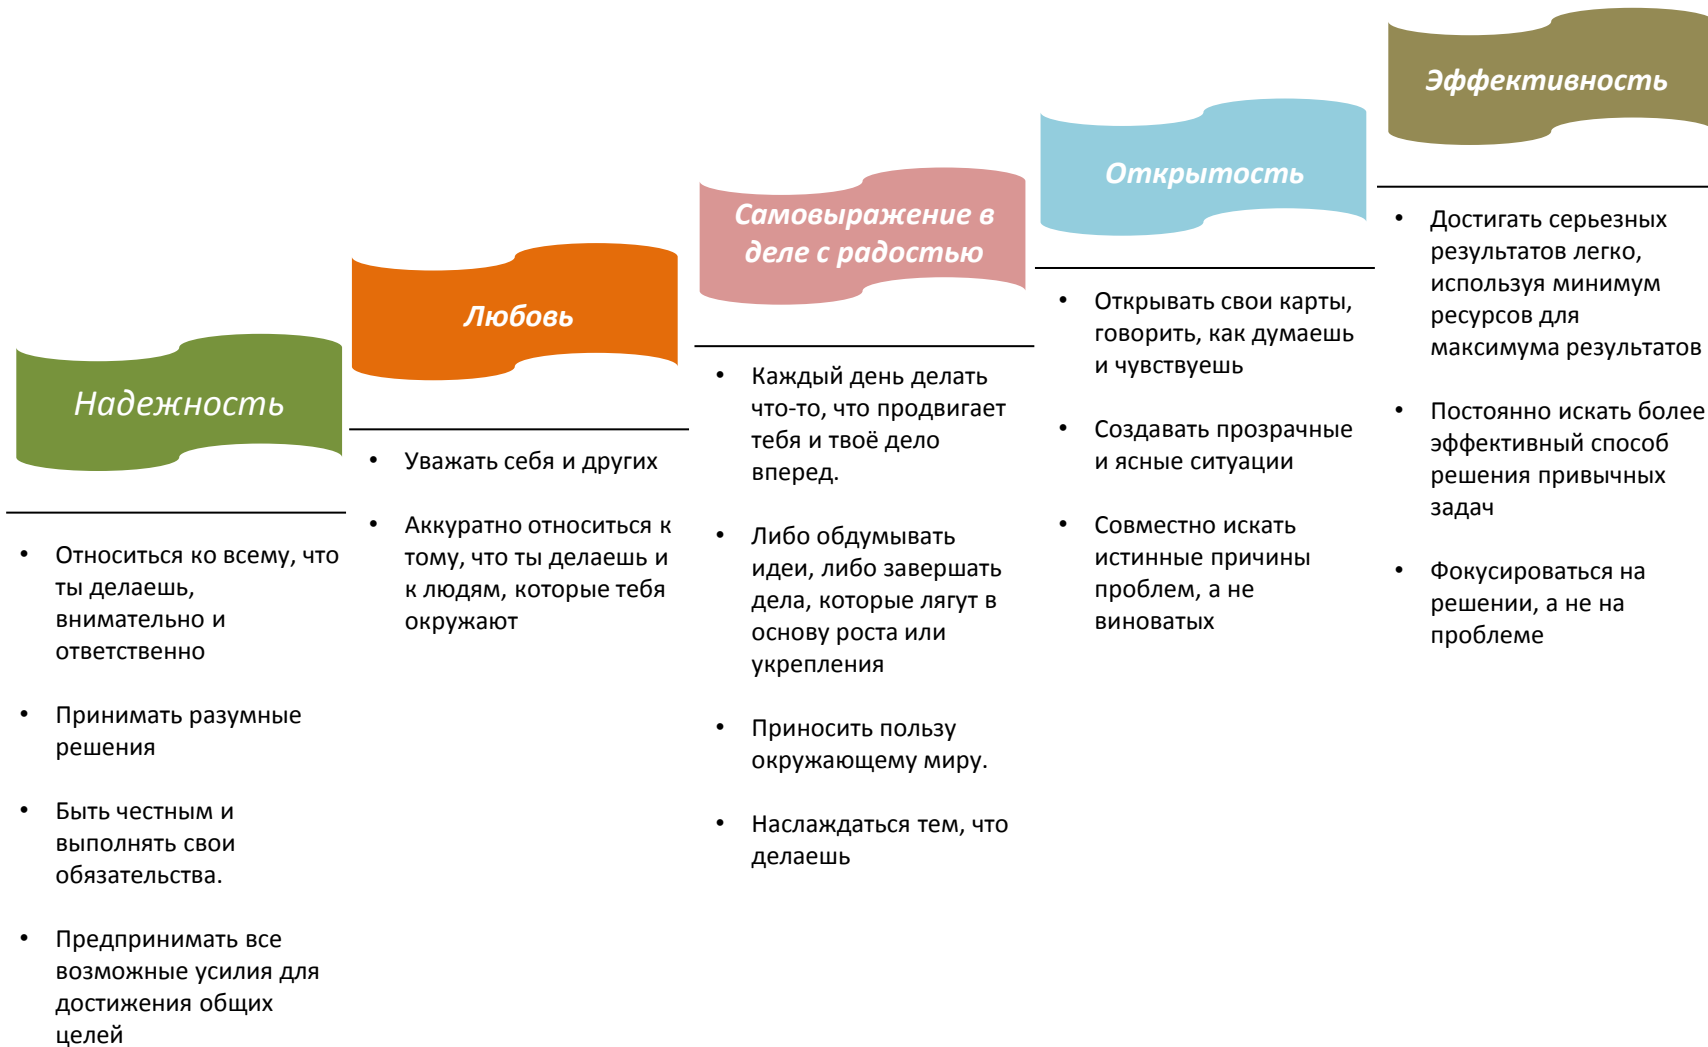 Надежность
• Относиться ко всему, что
ты делаешь,
внимательно и
ответственно
• Принимать разумные
решения
• Быть честным и
выполнять свои
обязательства.
• Предпринимать все
возможные усилия для
достижения общих
целей
Любовь
• Уважать себя и других
• Аккуратно относиться к
тому, что ты делаешь и
к людям, которые тебя
окружают
Самовыражение в
деле с радостью
• Каждый день делать
что-то, что продвигает
тебя и твоё дело
вперед.
• Либо обдумывать
идеи, либо завершать
дела, которые лягут в
основу роста или
укрепления
• Приносить пользу
окружающему миру.
• Наслаждаться тем, что
делаешь
Открытость
• Открывать свои карты,
говорить, как думаешь
и чувствуешь
• Создавать прозрачные
и ясные ситуации
• Совместно искать
истинные причины
проблем, а не
виноватых
Эффективность
• Достигать серьезных
результатов легко,
используя минимум
ресурсов для
максимума результатов
• Постоянно искать более
эффективный способ
решения привычных
задач
• Фокусироваться на
решении, а не на
проблеме